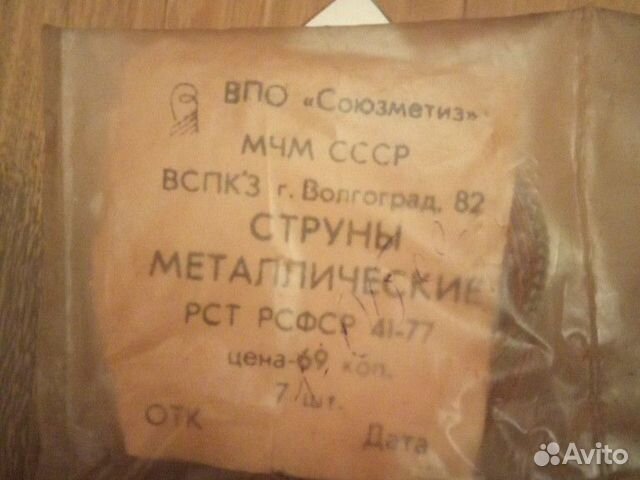 ВПО «Союзметиз»
МЧМ СССР
ВСПКЗ г. Волгоград, 82
СТРУНЫ
МЕТАЛЛИЧЕСКИЕ
РСТ РСФСР 41-77
цена-69 коп.
7 шт.
ОТК Дата
Avito